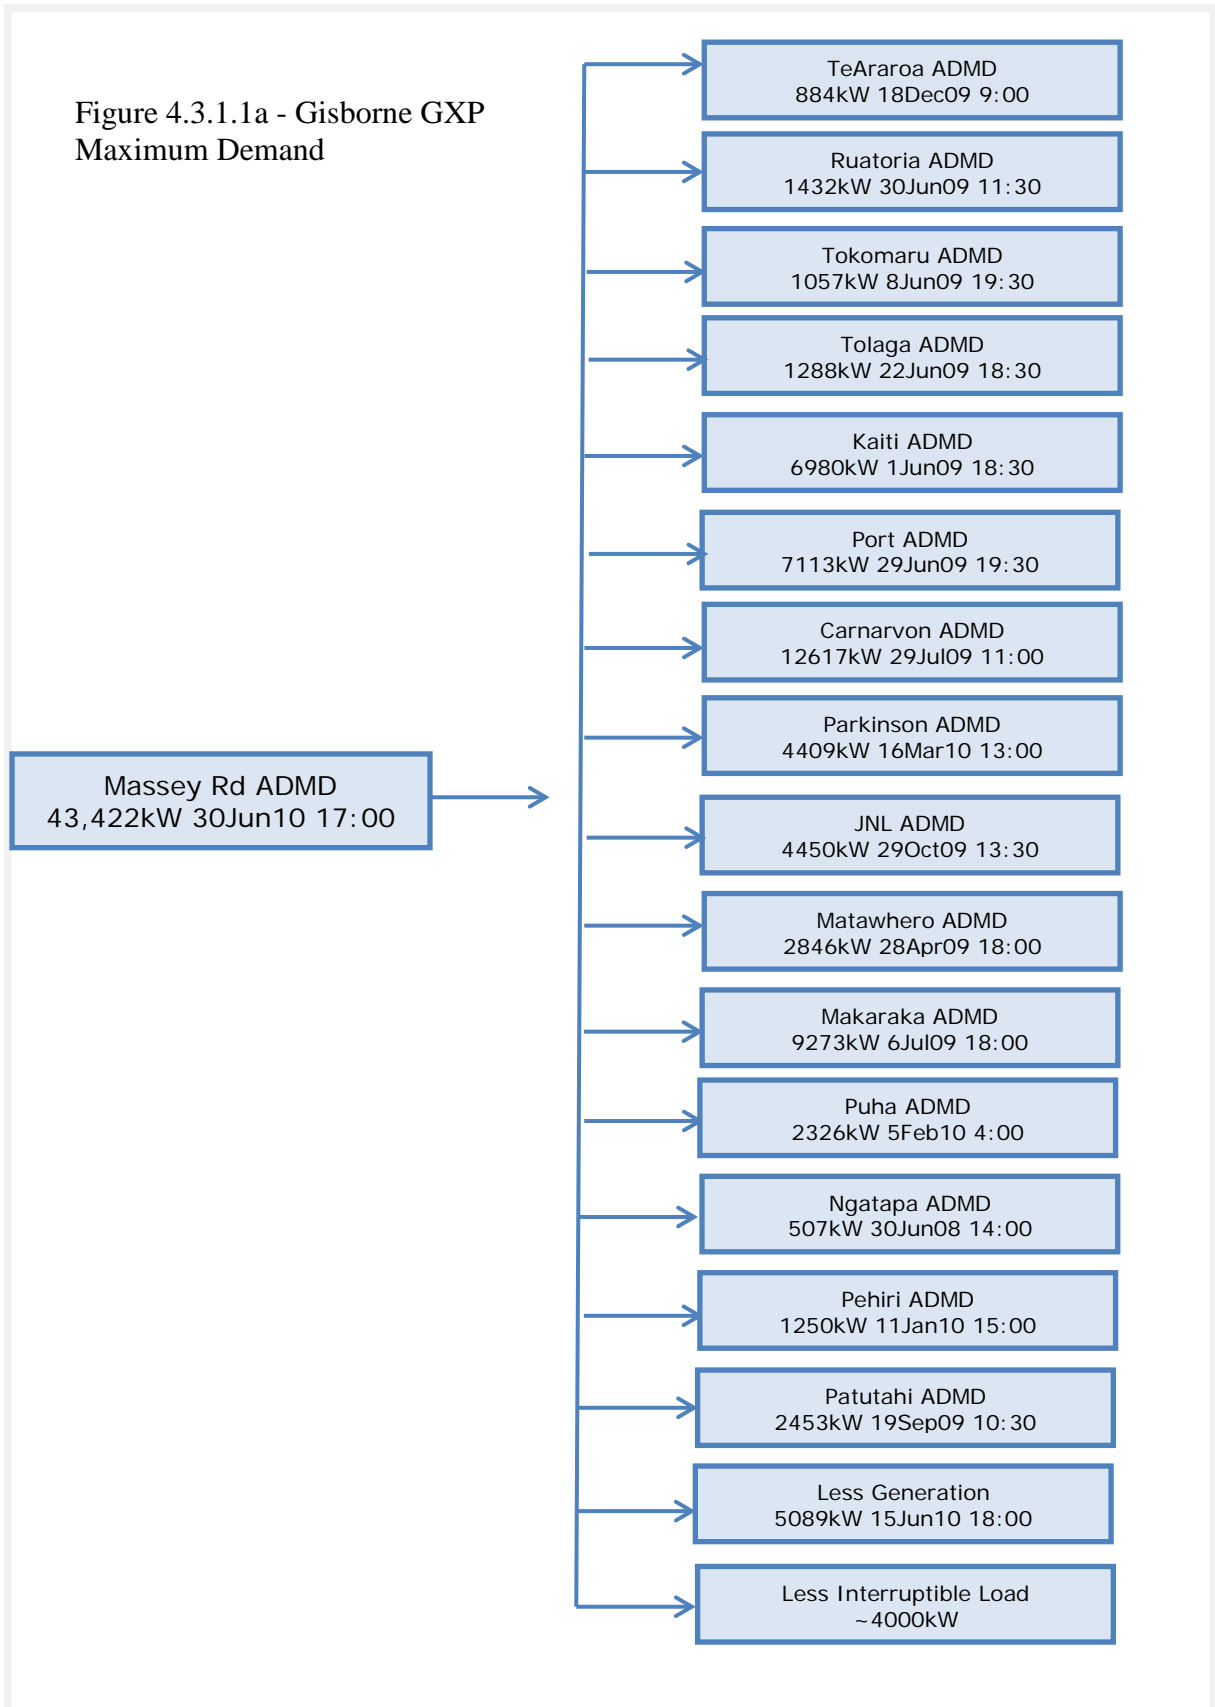 Figure 4.3.1.1a - Gisborne GXP
Maximum Demand
Massey Rd ADMD
43,422kW 30Jun10 17:00
TeAraroa ADMD
884kW 18Dec09 9:00
Ruatoria ADMD
1432kW 30Jun09 11:30
Tokomaru ADMD
1057kW 8Jun09 19:30
Tolaga ADMD
1288kW 22Jun09 18:30
Kaiti ADMD
6980kW 1Jun09 18:30
Port ADMD
7113kW 29Jun09 19:30
Carnarvon ADMD
12617kW 29Jul09 11:00
Parkinson ADMD
4409kW 16Mar10 13:00
JNL ADMD
4450kW 29Oct09 13:30
Matawhero ADMD
2846kW 28Apr09 18:00
Makaraka ADMD
9273kW 6Jul09 18:00
Puha ADMD
2326kW 5Feb10 4:00
Ngatapa ADMD
507kW 30Jun08 14:00
Pehiri ADMD
1250kW 11Jan10 15:00
Patutahi ADMD
2453kW 19Sep09 10:30
Less Generation
5089kW 15Jun10 18:00
Less Interruptible Load
~4000kW